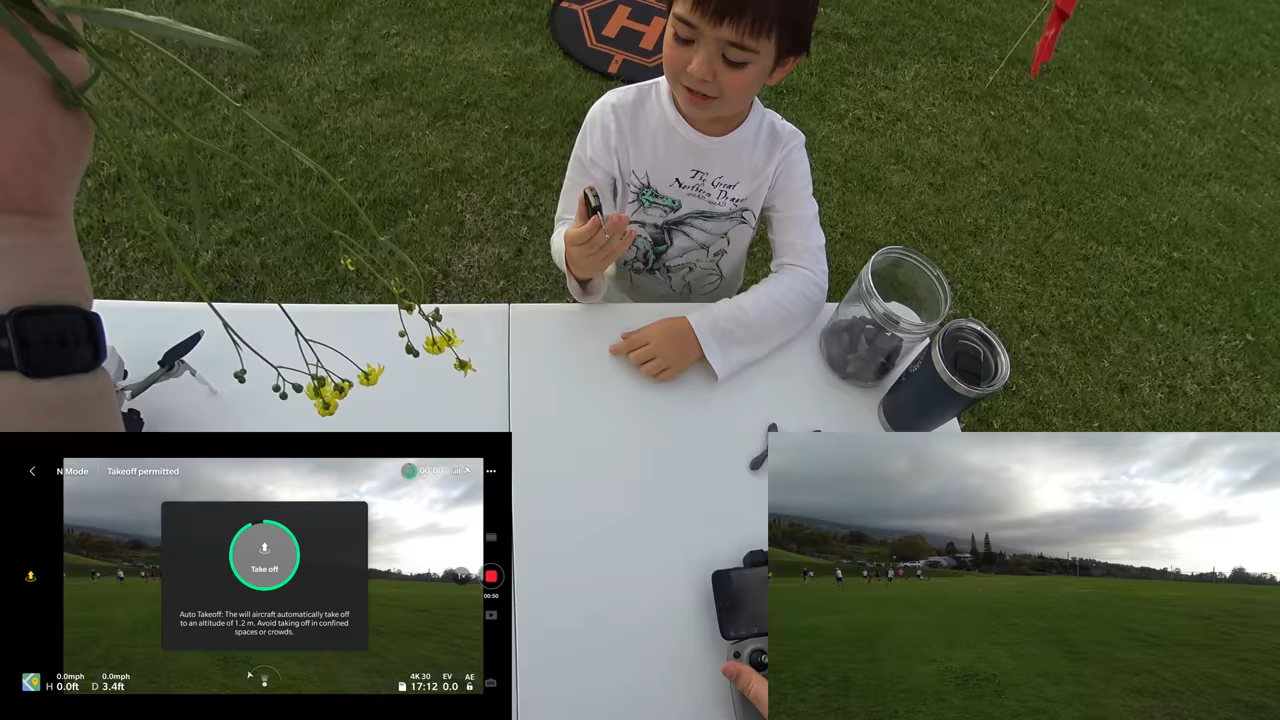 H
The Great
Northern Dragon
N Mode
Takeoff permitted
00'00"
Take off
00:50
Auto Takeoff: The will aircraft automatically take off
to an altitude of 1.2 m. Avoid taking off in confined
spaces or crowds.
0.0mph
0.0mph
H 0.0ft
D 3.4ft
4K 30
EV
AE
17:12
0.0